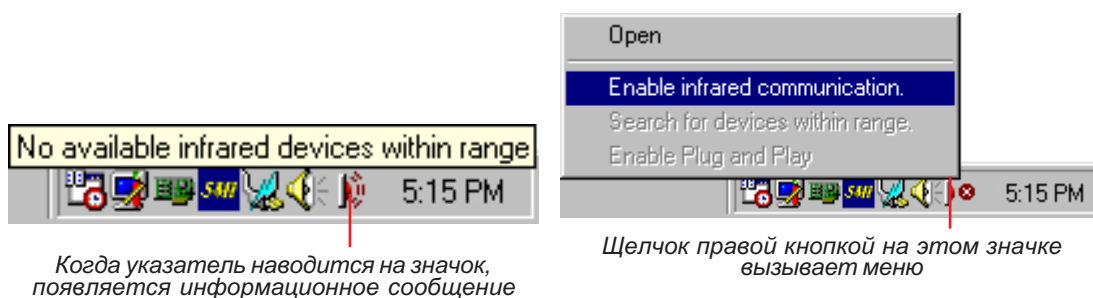 No available infrared devices within range
5:15 PM
Когда указатель наводится на значок,
появляется информационное сообщение
Open
Enable infrared communication.
Search for devices within range.
Enable Plug and Play
5:15 PM
Щелчок правой кнопкой на этом значке
вызывает меню